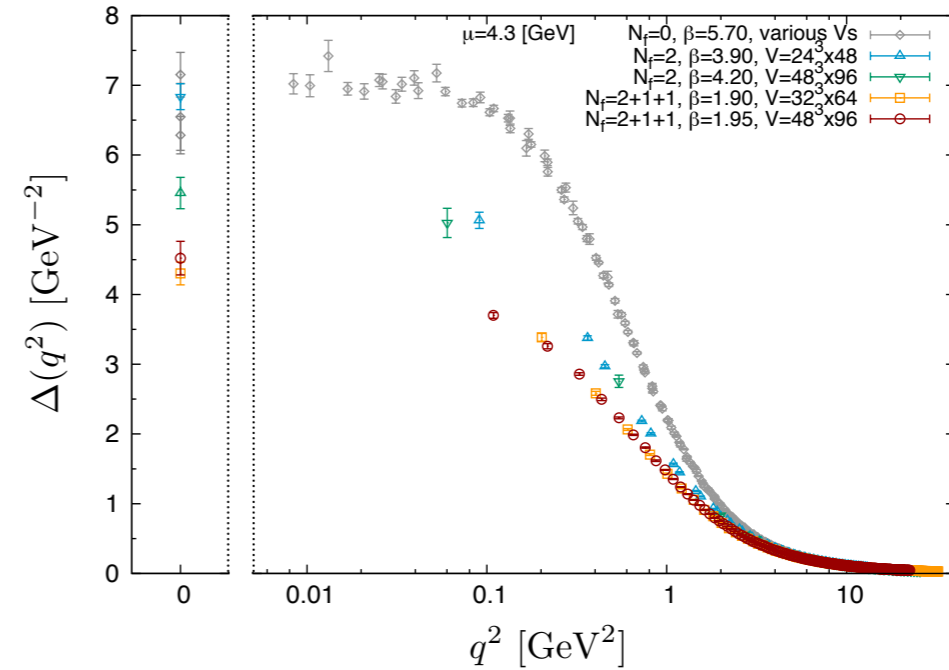 μ=4.3 [GeV]
N_f=0, β=5.70, various Vs
N_f=2, β=3.90, V=24³x48
N_f=2, β=4.20, V=48³x96
N_f=2+1+1, β=1.90, V=32³x64
N_f=2+1+1, β=1.95, V=48³x96
Δ(q²) [GeV⁻²]
8
7
6
5
4
3
2
1
0
0 0.01 0.1 1 10
q² [GeV²]